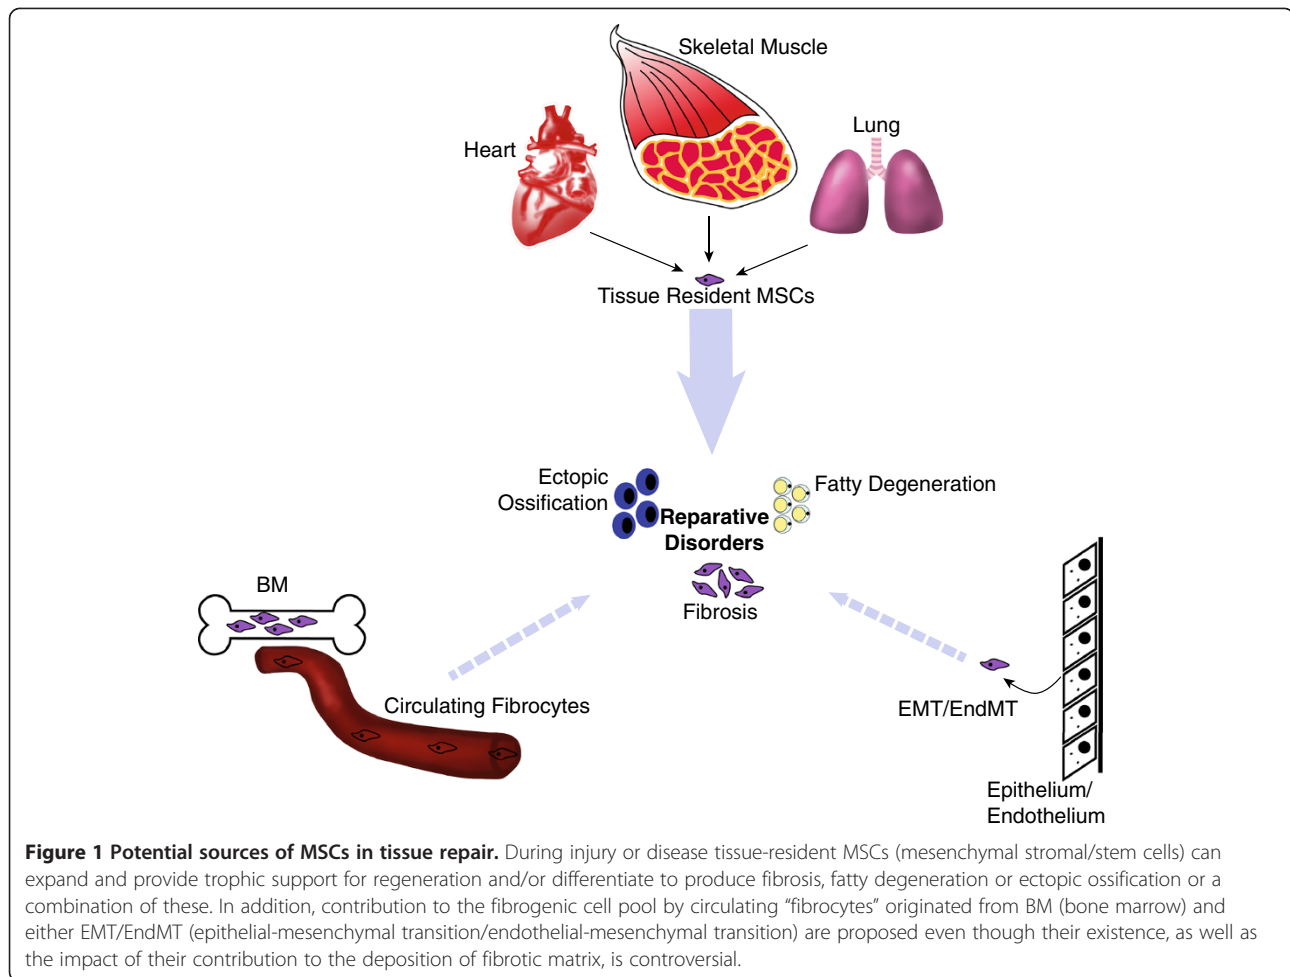 Skeletal Muscle
Heart
Lung
Tissue Resident MSCs
Ectopic
Ossification
Fatty Degeneration
Reparative
Disorders
Fibrosis
BM
Circulating Fibrocytes
EMT/EndMT
Epithelium/
Endothelium
Figure 1 Potential sources of MSCs in tissue repair. During injury or disease tissue-resident MSCs (mesenchymal stromal/stem cells) can
expand and provide trophic support for regeneration and/or differentiate to produce fibrosis, fatty degeneration or ectopic ossification or a
combination of these. In addition, contribution to the fibrogenic cell pool by circulating “fibrocytes” originated from BM (bone marrow) and
either EMT/EndMT (epithelial-mesenchymal transition/endothelial-mesenchymal transition) are proposed even though their existence, as well as
the impact of their contribution to the deposition of fibrotic matrix, is controversial.